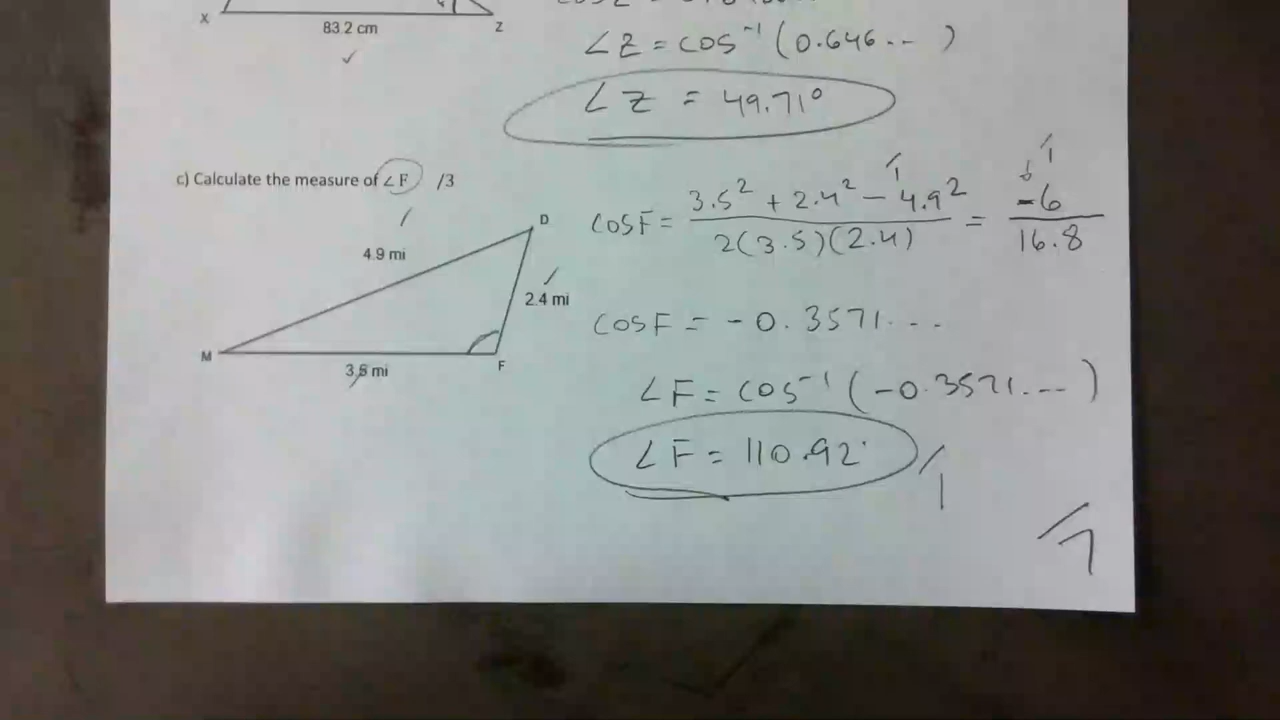 X
83.2 cm
Z
∠Z = cos⁻¹(0.646...)
∠Z = 49.71°
c) Calculate the measure of ∠F /3
cosF = 3.5² + 2.4² − 4.9² / 2(3.5)(2.4) = -6 / 16.8
1
1
D
4.9 mi
2.4 mi
M
3.5 mi
F
cosF = -0.3571...
∠F = cos⁻¹(-0.3571...)
∠F = 110.92°
1